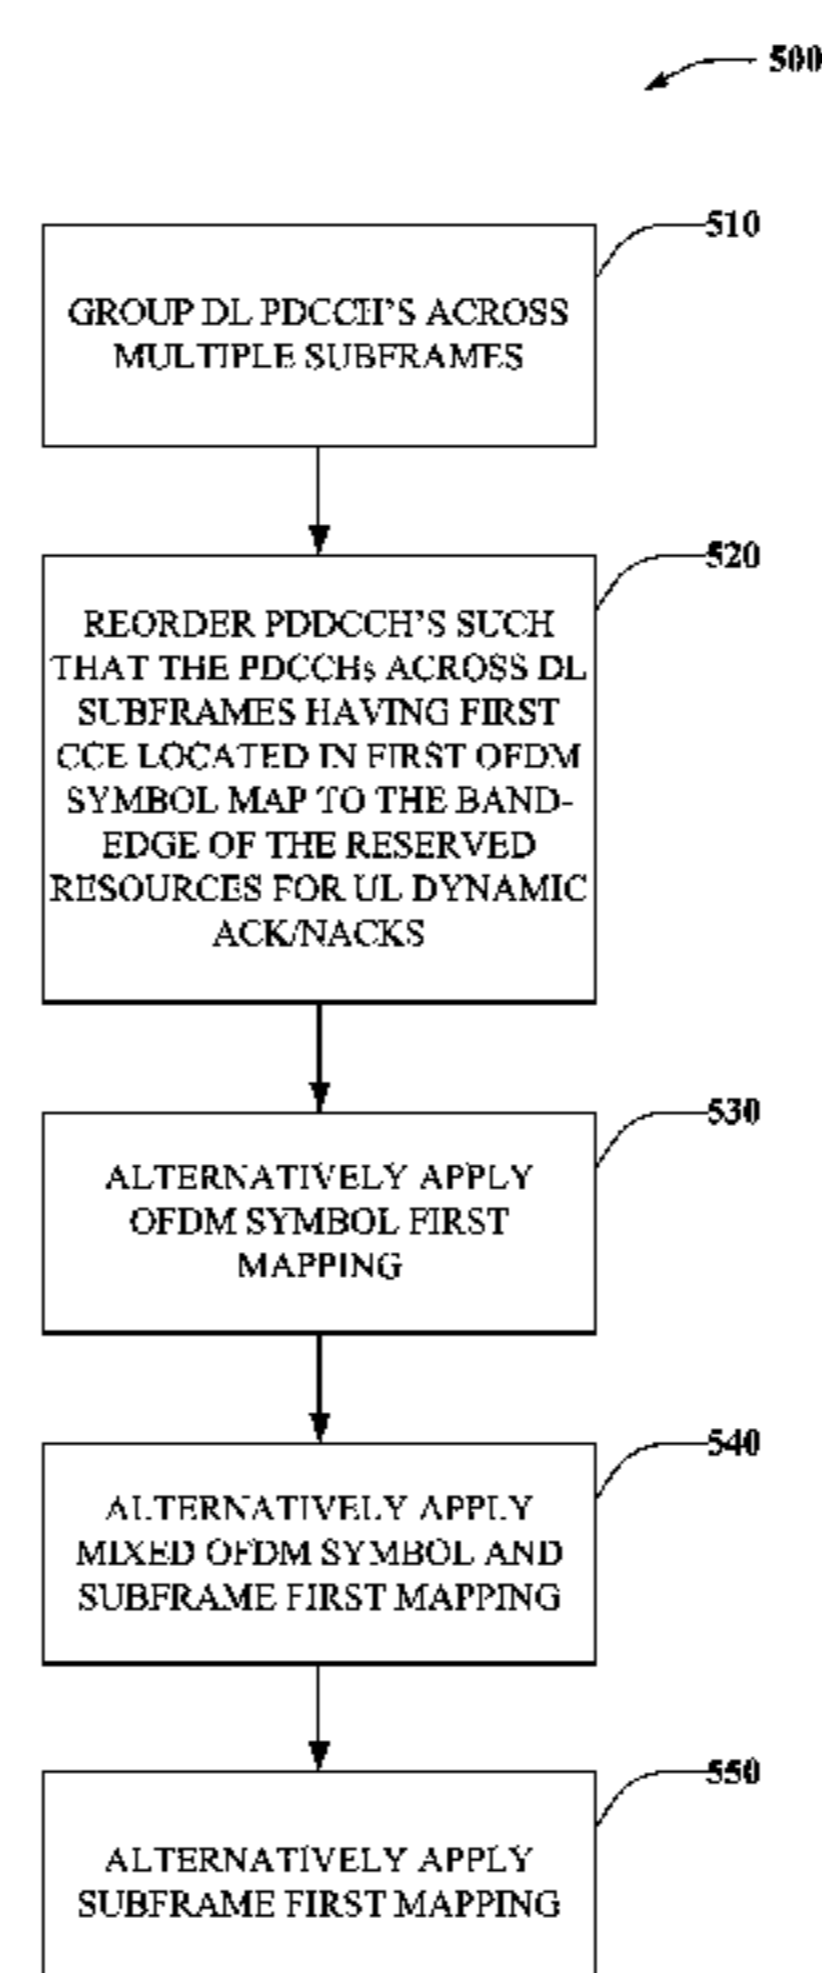 500
510
GROUP DL PDCCH'S ACROSS
MULTIPLE SUBFRAMES
520
REORDER PDDCCH'S SUCH
THAT THE PDCCHs ACROSS DL
SUBFRAMES HAVING FIRST
CCE LOCATED IN FIRST OFDM
SYMBOL MAP TO THE BAND-
EDGE OF THE RESERVED
RESOURCES FOR UL DYNAMIC
ACK/NACKS
530
ALTERNATIVELY APPLY
OFDM SYMBOL FIRST
MAPPING
540
ALTERNATIVELY APPLY
MIXED OFDM SYMBOL AND
SUBFRAME FIRST MAPPING
550
ALTERNATIVELY APPLY
SUBFRAME FIRST MAPPING